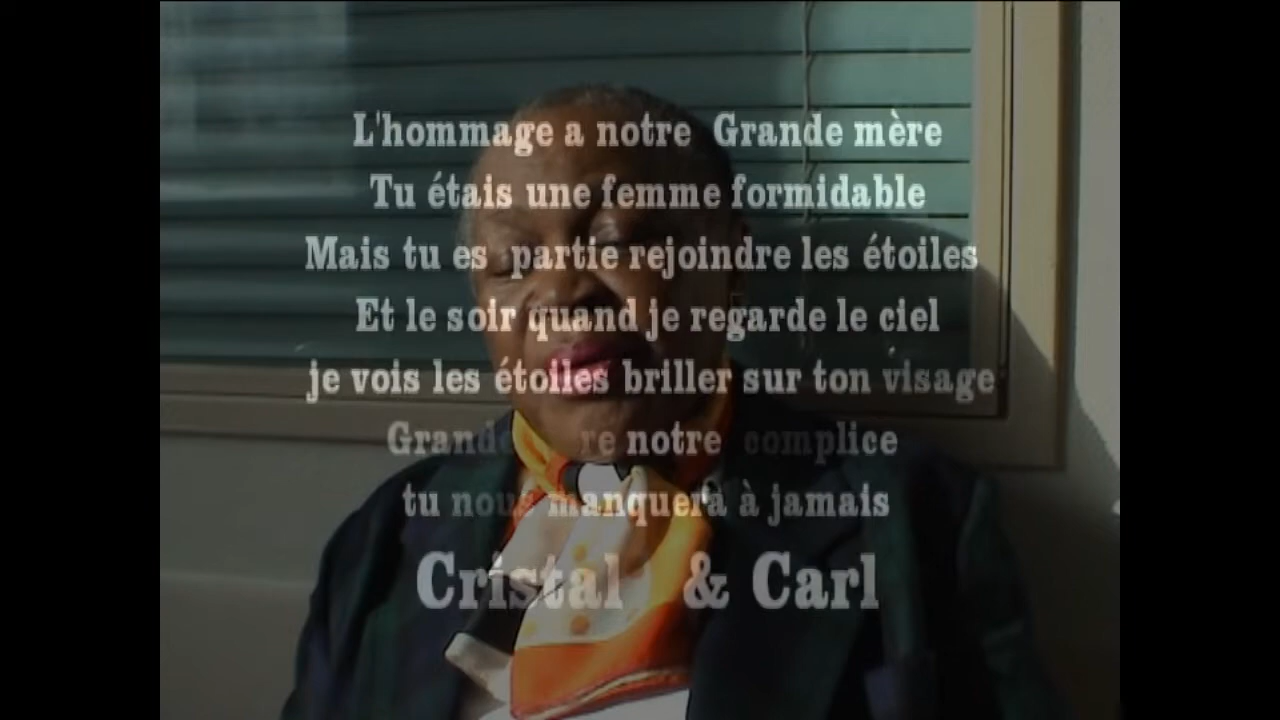 L'hommage a notre Grande mère
Tu étais une femme formidable
Mais tu es partie rejoindre les étoiles
Et le soir quand je regarde le ciel
je vois les étoiles briller sur ton visage
Grande notre complice
tu nous manquera à jamais
Cristal & Carl